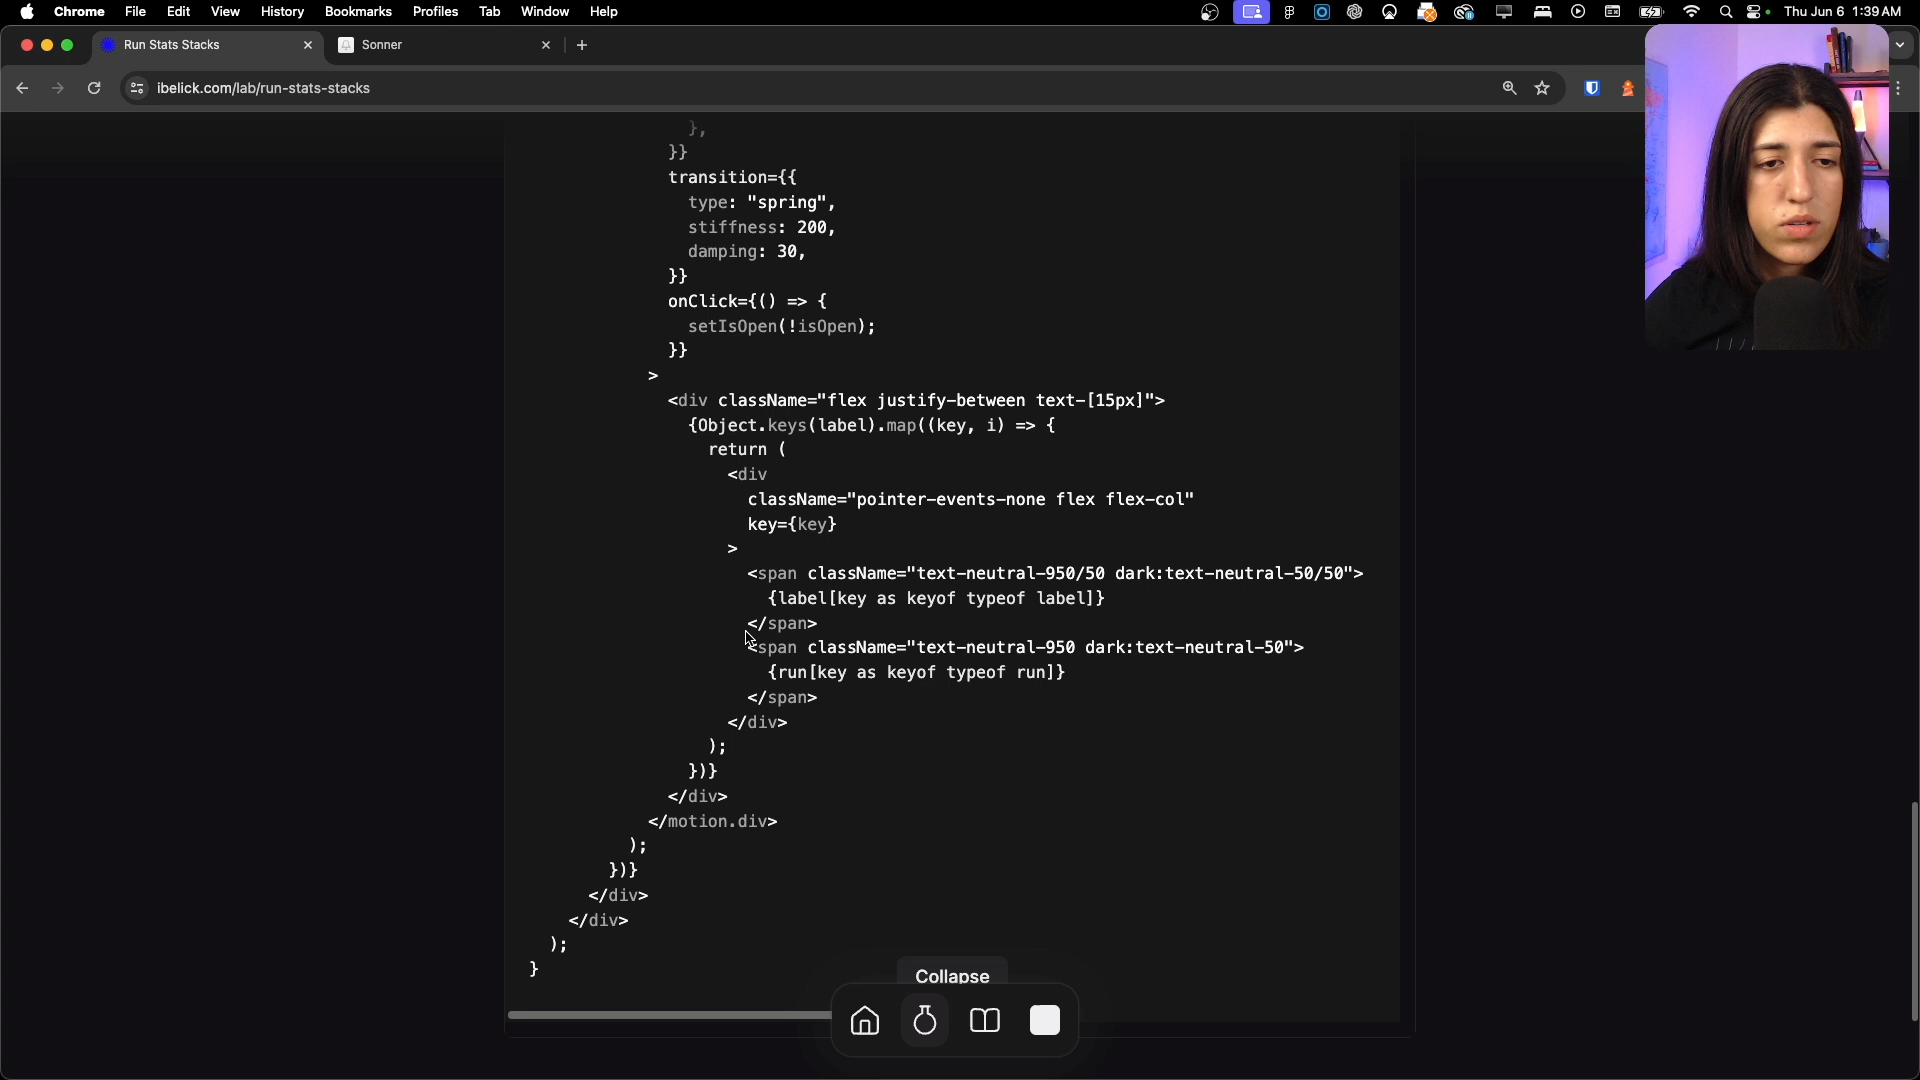 Chrome File Edit View History Bookmarks Profiles Tab Window Help Thu Jun 6 1:39 AM
Run Stats Stacks
Sonner
ibelick.com/lab/run-stats-stacks
},
}}
transition={{
type: "spring",
stiffness: 200,
damping: 30,
}}
onClick={() => {
setIsOpen(!isOpen);
}}
>
<div className="flex justify-between text-[15px]">
{Object.keys(label).map((key, i) => {
return (
<div
className="pointer-events-none flex flex-col"
key={key}
>
<span className="text-neutral-950/50 dark:text-neutral-50/50">
{label[key as keyof typeof label]}
</span>
<span className="text-neutral-950 dark:text-neutral-50">
{run[key as keyof typeof run]}
</span>
</div>
);
})}
</div>
</motion.div>
);
})}
</div>
</div>
);
}
Collapse